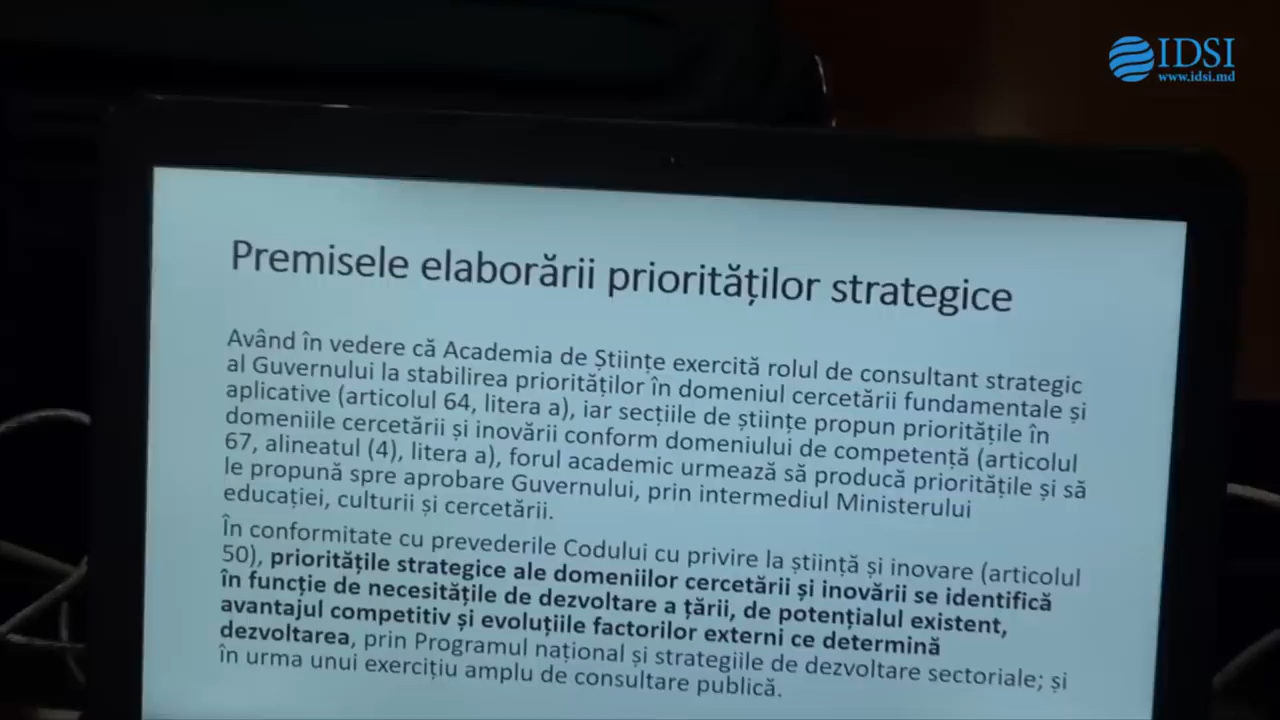 IDSI
www.idsi.md
Premisele elaborării priorităților strategice
Având în vedere că Academia de Științe exercită rolul de consultant strategic
al Guvernului la stabilirea priorităților în domeniul cercetării fundamentale și
aplicative (articolul 64, litera a), iar secțiile de științe propun prioritățile în
domeniile cercetării și inovării conform domeniului de competență (articolul
67, alineatul (4), litera a), forul academic urmează să producă prioritățile și să
le propună spre aprobare Guvernului, prin intermediul Ministerului
educației, culturii și cercetării.
În conformitate cu prevederile Codului cu privire la știință și inovare (articolul
50), prioritățile strategice ale domeniilor cercetării și inovării se identifică
în funcție de necesitățile de dezvoltare a țării, de potențialul existent,
avantajul competitiv și evoluțiile factorilor externi ce determină
dezvoltarea, prin Programul național și strategiile de dezvoltare sectoriale; și
în urma unui exercițiu amplu de consultare publică.